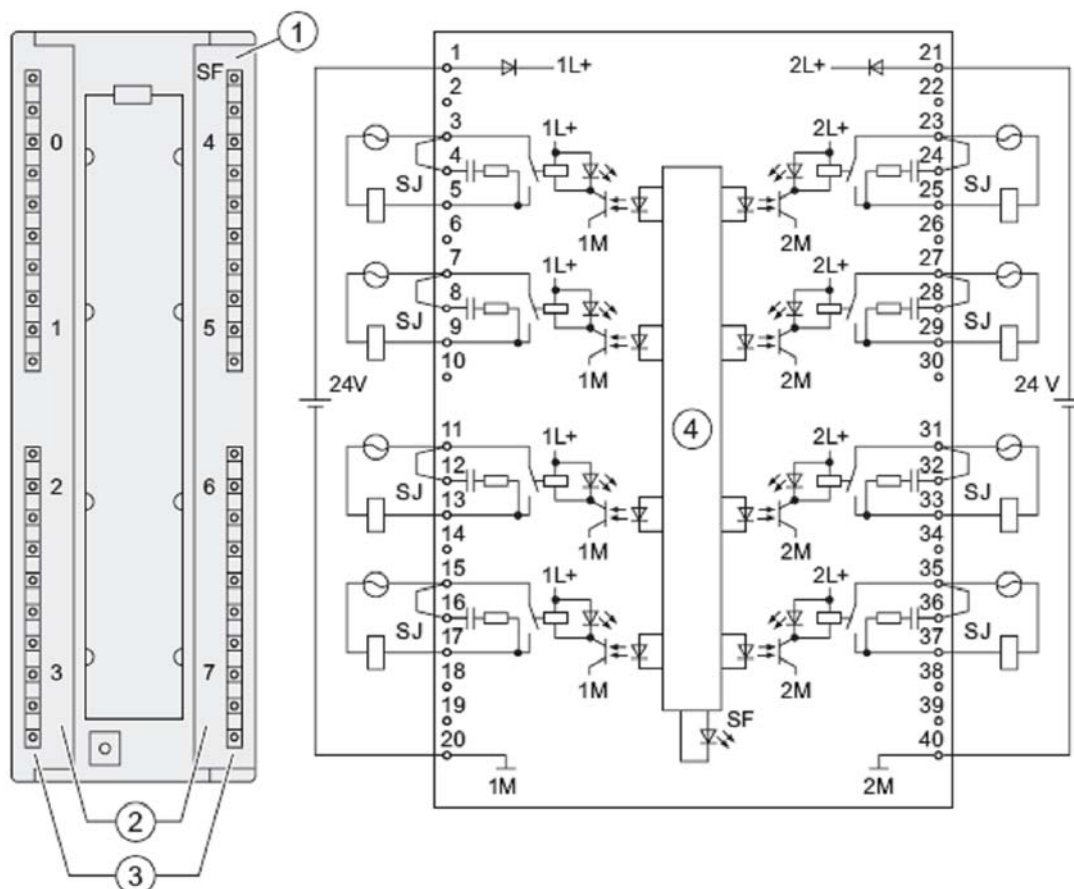 1
SF
0
4
1
5
2
6
3
7
2
3
1 1L+ 2L+ 21
2 22
3 1L+ 2L+ 23
4 24
SJ SJ
5 25
6 1M 2M 26
7 1L+ 2L+ 27
8 28
SJ SJ
9 29
10 1M 2M 30
24V 24 V
4
11 1L+ 2L+ 31
12 32
SJ SJ
13 33
14 1M 2M 34
15 1L+ 2L+ 35
16 36
SJ SJ
17 37
18 1M 2M 38
19 SF 39
20 40
1M 2M